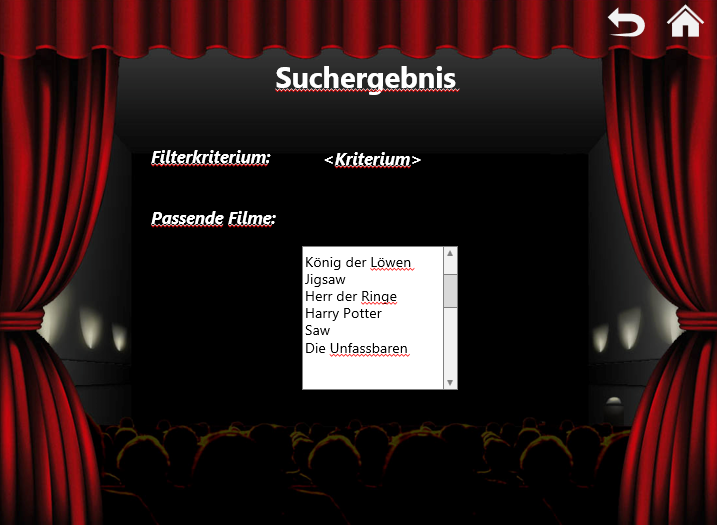 Suchergebnis
Filterkriterium: <Kriterium>
Passende Filme:
König der Löwen
Jigsaw
Herr der Ringe
Harry Potter
Saw
Die Unfassbaren